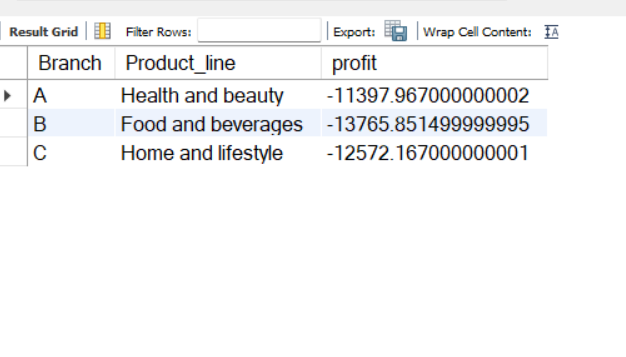 Result Grid Filter Rows: Export: Wrap Cell Content:
Branch Product_line profit
A Health and beauty -11397.967000000002
B Food and beverages -13765.851499999995
C Home and lifestyle -12572.167000000001